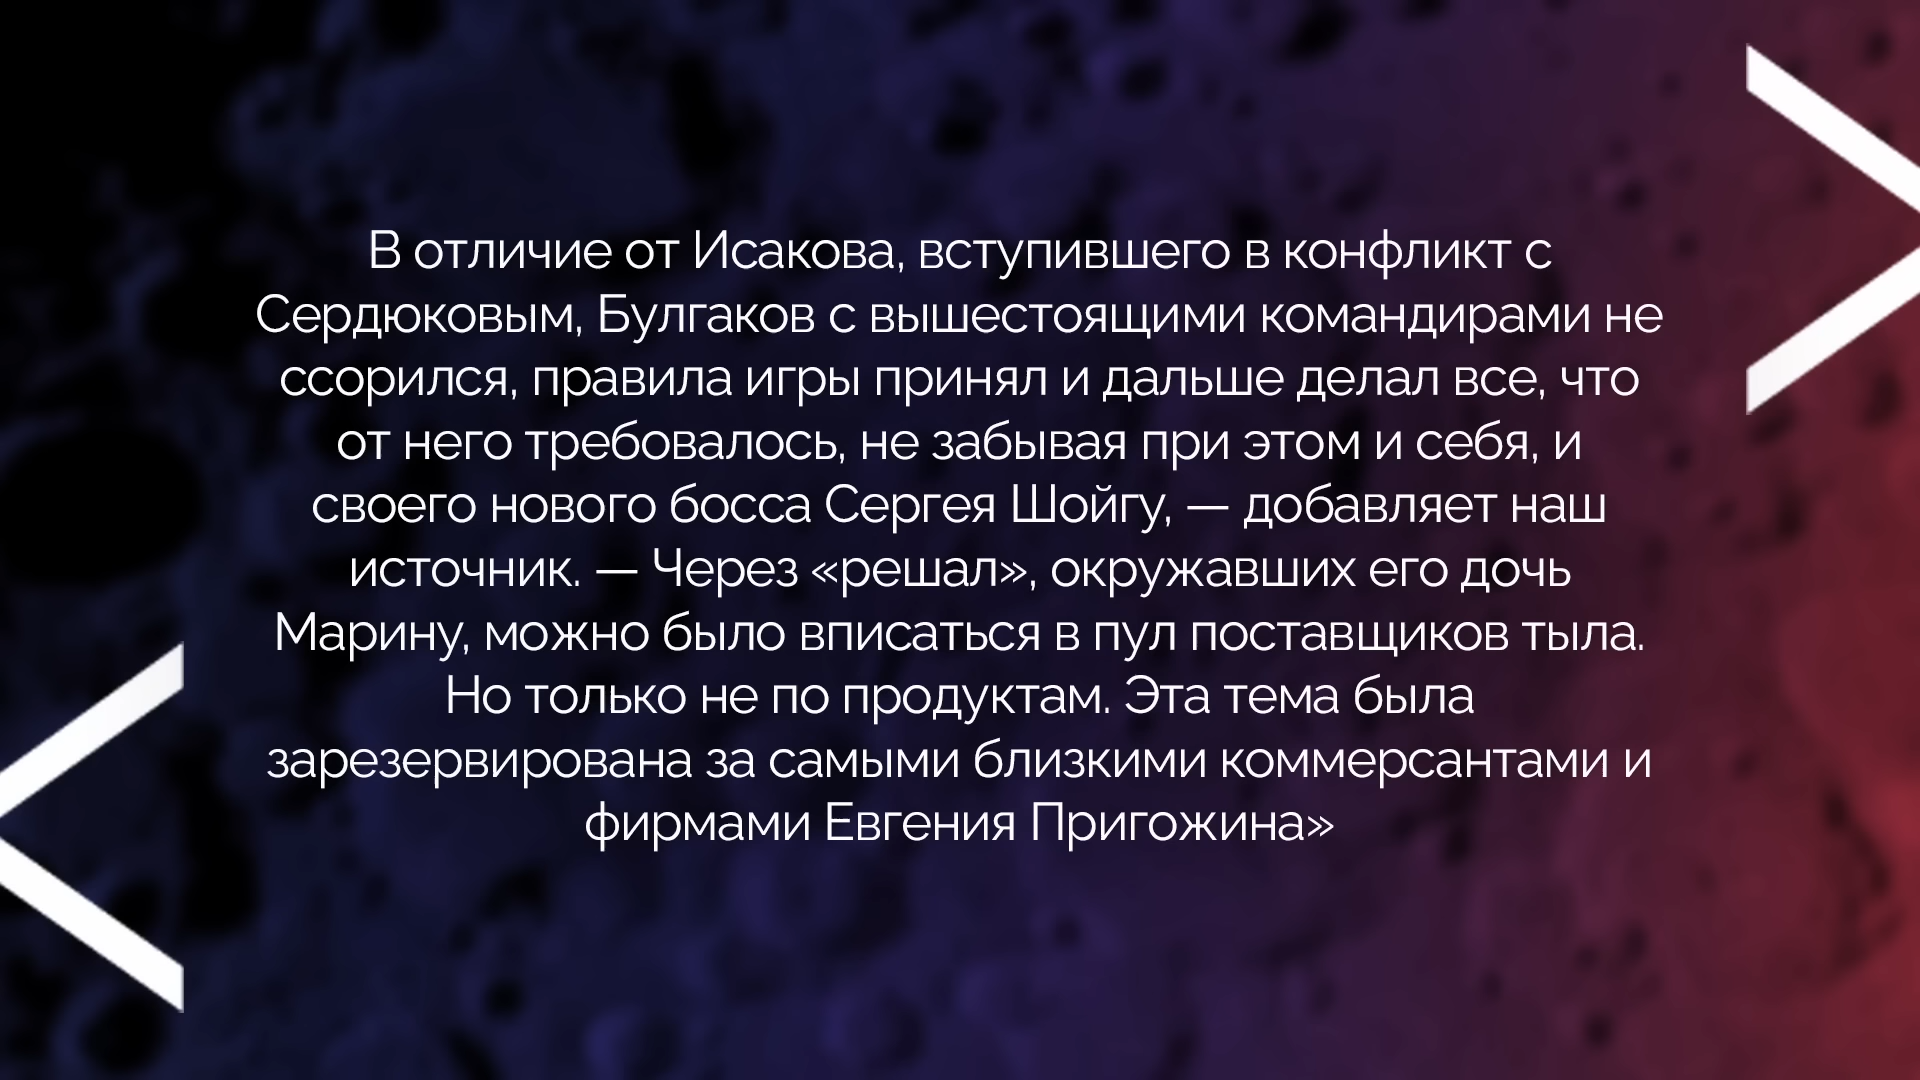 В отличие от Исакова, вступившего в конфликт с
Сердюковым, Булгаков с вышестоящими командирами не
ссорился, правила игры принял и дальше делал все, что
от него требовалось, не забывая при этом и себя, и
своего нового босса Сергея Шойгу, — добавляет наш
источник. — Через «решал», окружавших его дочь
Марину, можно было вписаться в пул поставщиков тыла.
Но только не по продуктам. Эта тема была
зарезервирована за самыми близкими коммерсантами и
фирмами Евгения Пригожина»